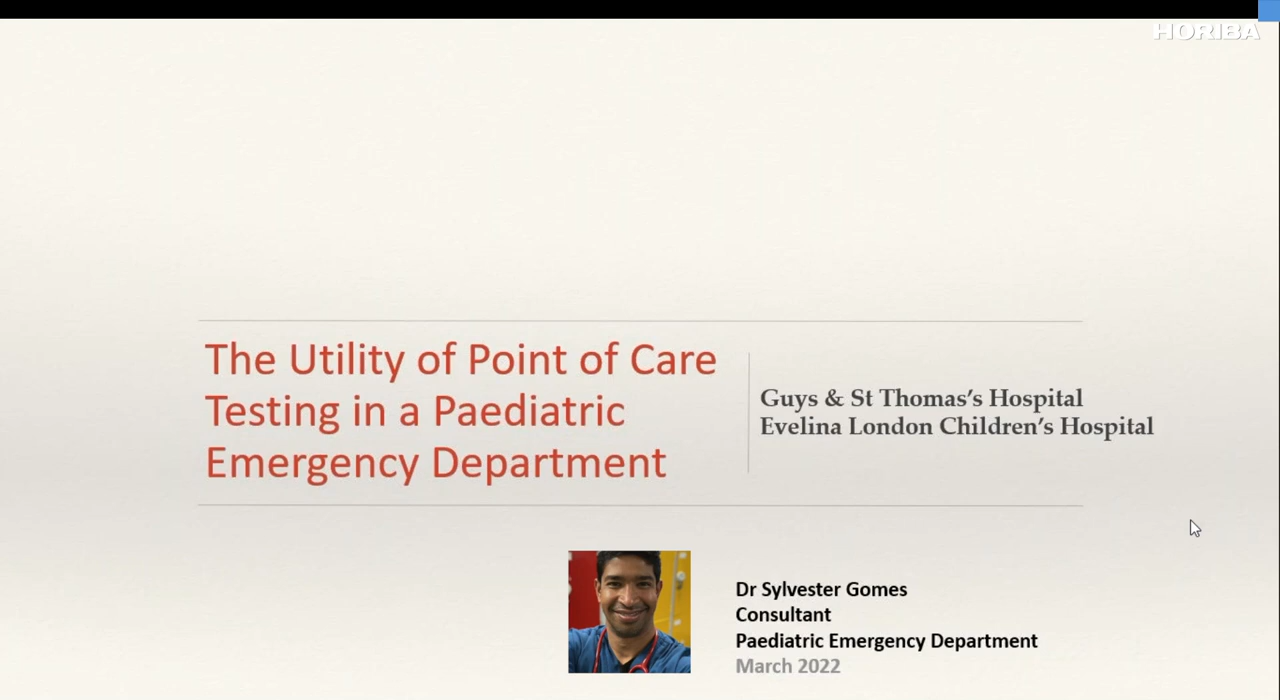 HORIBA
The Utility of Point of Care
Testing in a Paediatric
Emergency Department
Guys & St Thomas’s Hospital
Evelina London Children’s Hospital
Dr Sylvester Gomes
Consultant
Paediatric Emergency Department
March 2022